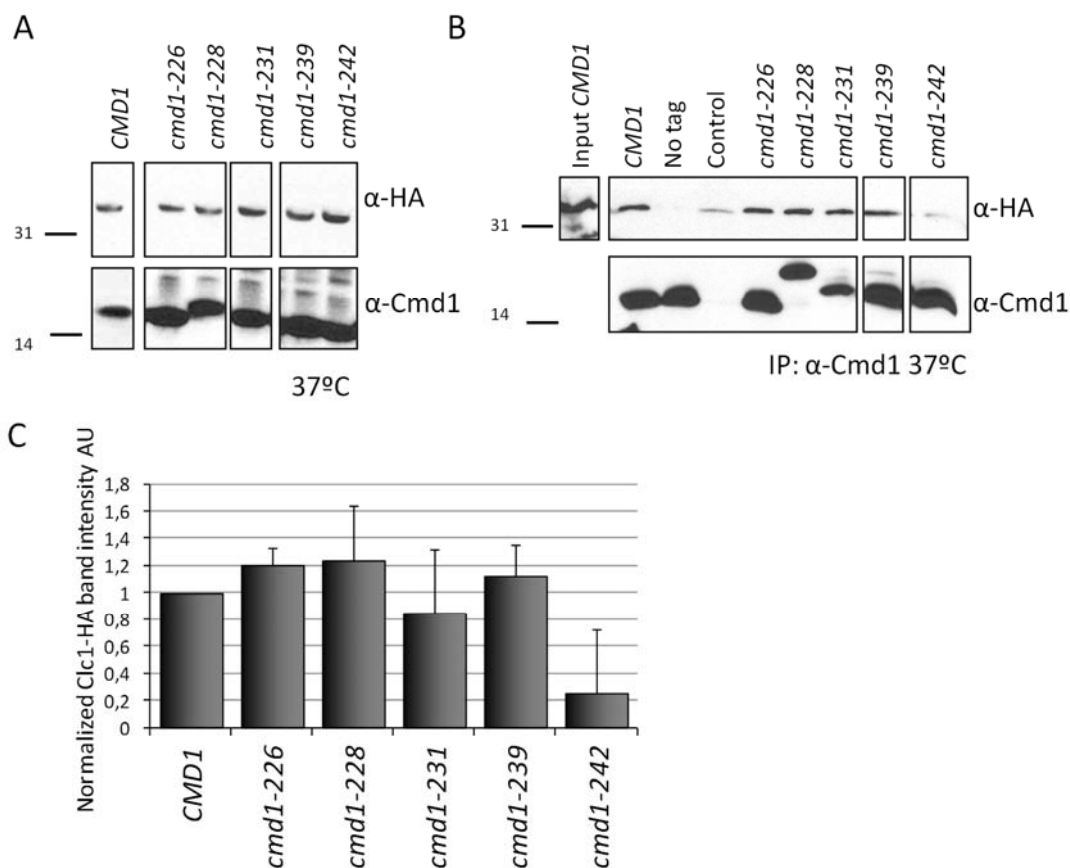 A
CMD1
cmd1-226
cmd1-228
cmd1-231
cmd1-239
cmd1-242
α-HA
31
α-Cmd1
14
37ºC
B
Input CMD1
CMD1
No tag
Control
cmd1-226
cmd1-228
cmd1-231
cmd1-239
cmd1-242
α-HA
31
α-Cmd1
14
IP: α-Cmd1 37ºC
C
Normalized Clc1-HA band intensity AU
1,8
1,6
1,4
1,2
1
0,8
0,6
0,4
0,2
0
CMD1
cmd1-226
cmd1-228
cmd1-231
cmd1-239
cmd1-242